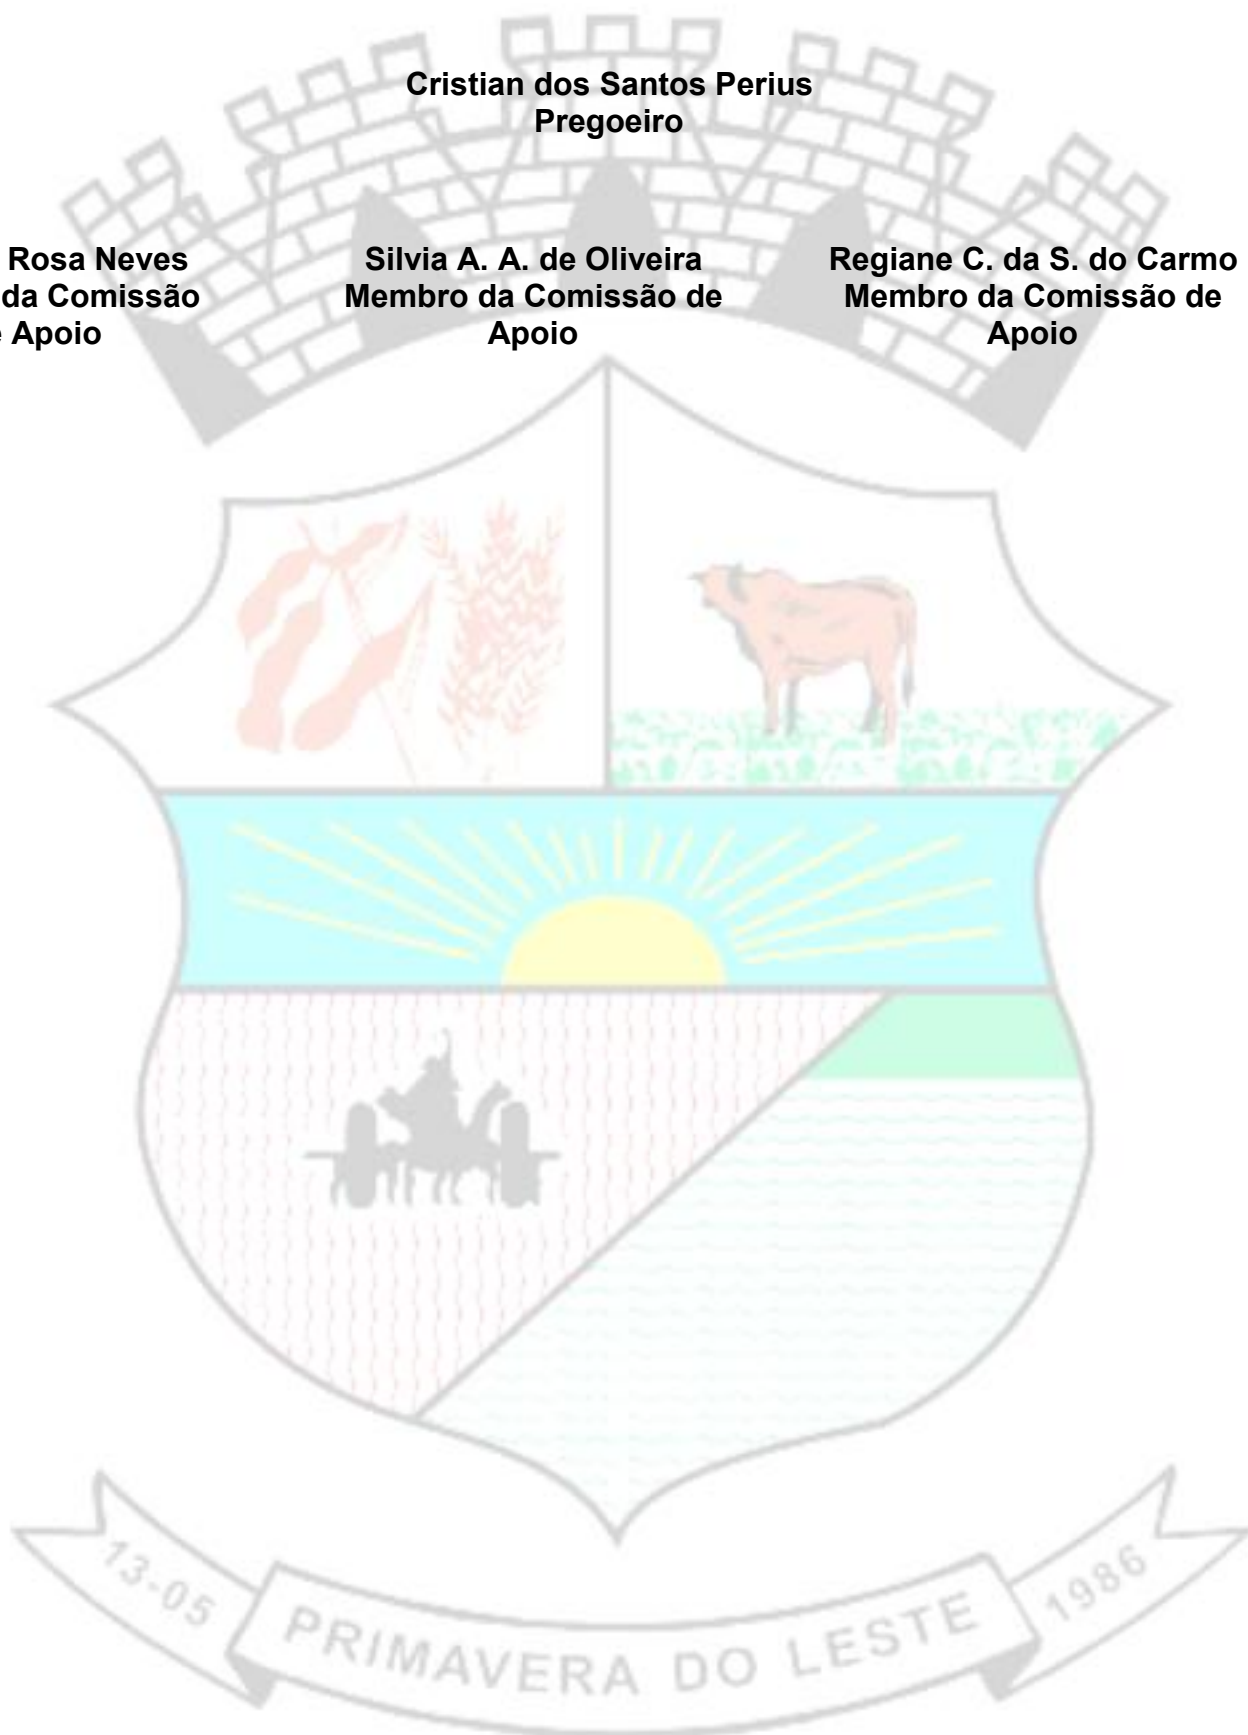 Cristian dos Santos Perius
Pregoeiro
Rosa Neves
da Comissão
Apoio
Silvia A. A. de Oliveira
Membro da Comissão de
Apoio
Regiane C. da S. do Carmo
Membro da Comissão de
Apoio
13-05
PRIMAVERA DO LESTE
1986